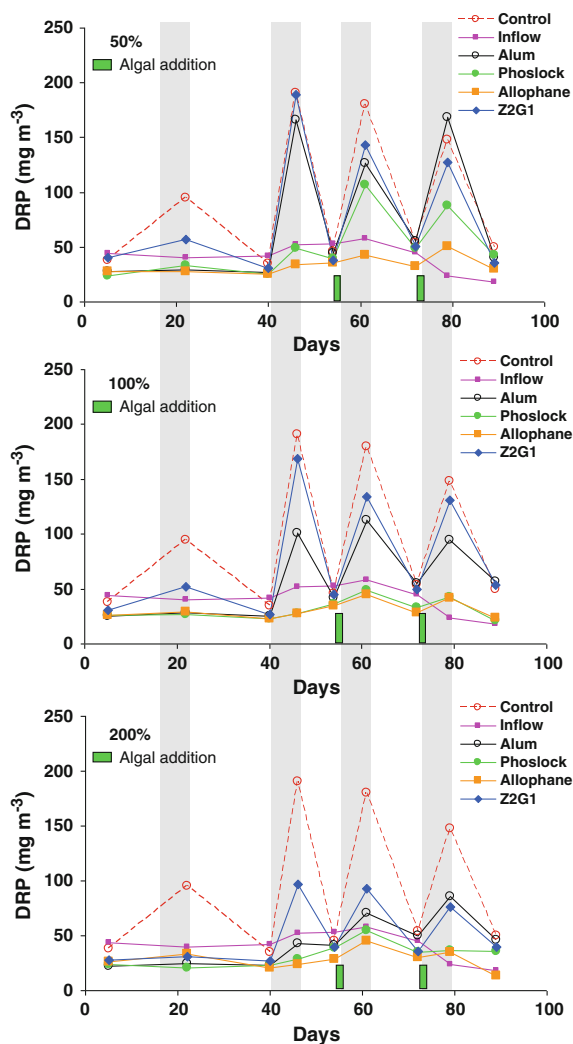 Control
Inflow
Alum
Phoslock
Allophane
Z2G1
50%
Algal addition
DRP (mg m⁻³)
250
200
150
100
50
0
0 20 40 60 80 100
Days
Control
Inflow
Alum
Phoslock
Allophane
Z2G1
100%
Algal addition
DRP (mg m⁻³)
250
200
150
100
50
0
0 20 40 60 80 100
Days
Control
Inflow
Alum
Phoslock
Allophane
Z2G1
200%
Algal addition
DRP (mg m⁻³)
250
200
150
100
50
0
0 20 40 60 80 100
Days